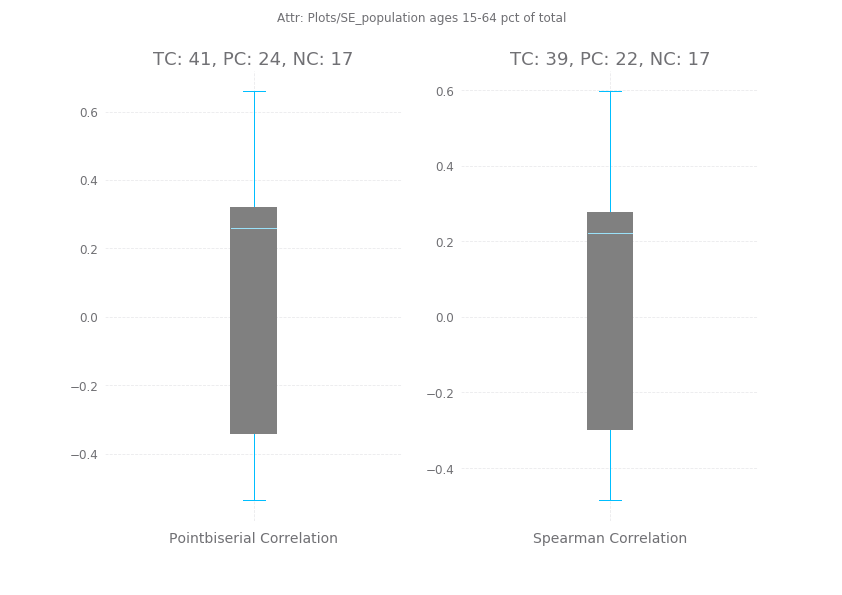 Attr: Plots/SE_population ages 15-64 pct of total
TC: 41, PC: 24, NC: 17
0.6
0.4
0.2
0.0
−0.2
−0.4
Pointbiserial Correlation
TC: 39, PC: 22, NC: 17
0.6
0.4
0.2
0.0
−0.2
−0.4
Spearman Correlation